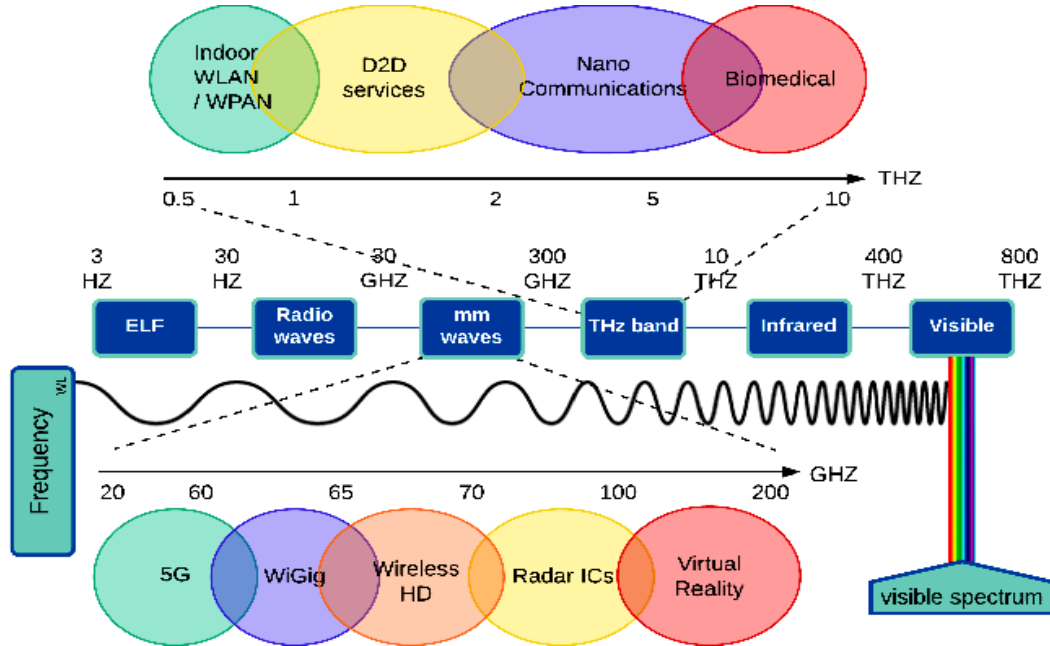 Indoor
WLAN
/ WPAN
D2D
services
Nano
Communications
Biomedical
0.5
1
2
5
10
THZ
3
HZ
30
HZ
30
GHZ
300
GHZ
10
THZ
400
THZ
800
THZ
ELF
Radio
waves
mm
waves
THz band
Infrared
Visible
Frequency
WL
20
60
65
70
100
200
GHZ
5G
WiGig
Wireless
HD
Radar ICs
Virtual
Reality
visible spectrum